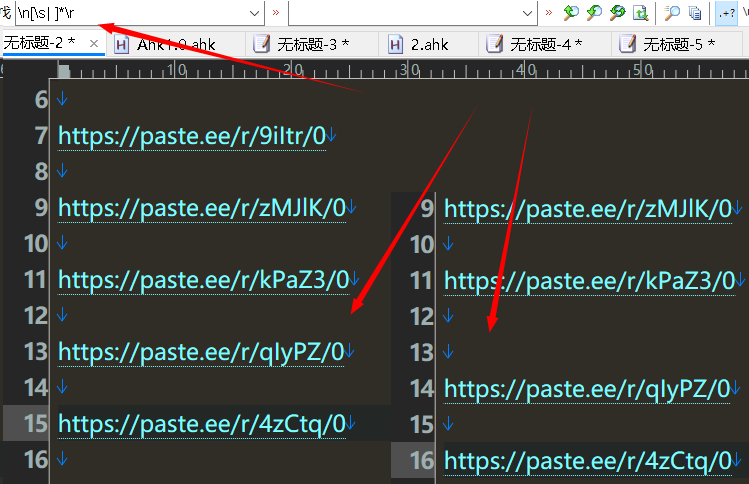 \n[\s| ]*\r
无标题-2 * × Ahk1.0.ahk 无标题-3 * 2.ahk 无标题-4 * 无标题-5 *
10 20 30 40 50
6
7 https://paste.ee/r/9iItr/0
8
9 https://paste.ee/r/zMJlK/0
10
11 https://paste.ee/r/kPaZ3/0
12
13 https://paste.ee/r/qIyPZ/0
14
15 https://paste.ee/r/4zCtq/0
16
9 https://paste.ee/r/zMJlK/0
10
11 https://paste.ee/r/kPaZ3/0
12
13
14 https://paste.ee/r/qIyPZ/0
15
16 https://paste.ee/r/4zCtq/0